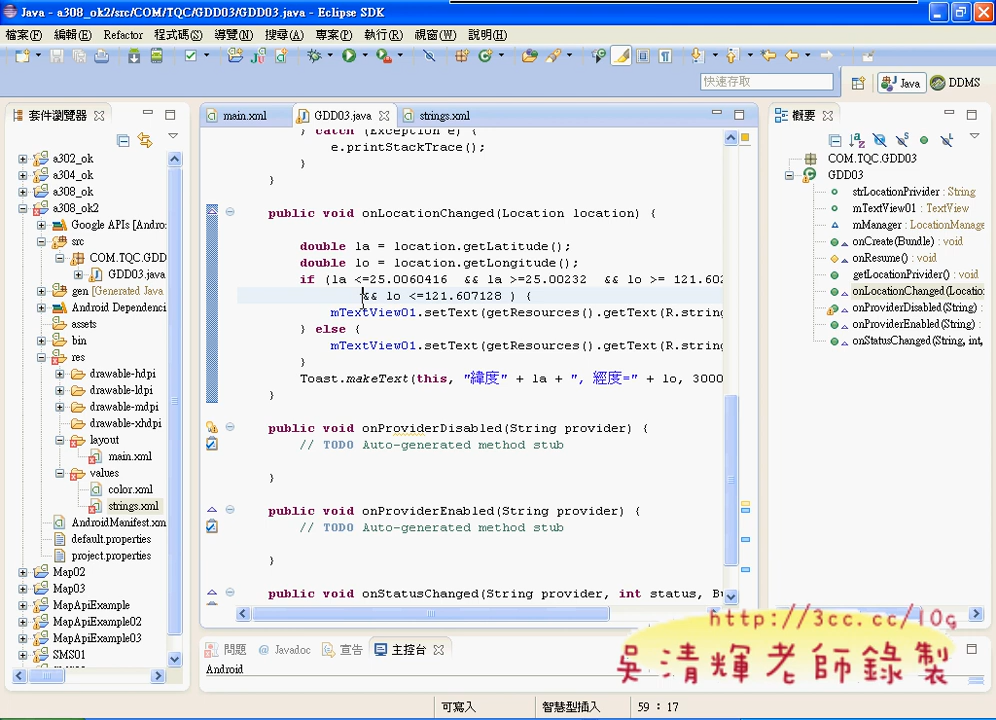 Java - a308_ok2/src/COM/TQC/GDD03/GDD03.java - Eclipse SDK
檔案(F) 編輯(E) Refactor 程式碼(S) 導覽(N) 搜尋(A) 專案(P) 執行(R) 視窗(W) 說明(H)
快速存取
Java
DDMS
套件瀏覽器
a302_ok
a304_ok
a308_ok
a308_ok2
Google APIs [Andro:
src
COM.TQC.GDD
GDD03.java
gen [Generated Java
Android Dependenci
assets
bin
res
drawable-hdpi
drawable-ldpi
drawable-mdpi
drawable-xhdpi
layout
main.xml
values
color.xml
strings.xml
AndroidManifest.xm
default.properties
project.properties
Map02
Map03
MapApiExample
MapApiExample02
MapApiExample03
SMS01
main.xml GDD03.java strings.xml
} catch (Exception e) {
e.printStackTrace();
}
}
public void onLocationChanged(Location location) {
double la = location.getLatitude();
double lo = location.getLongitude();
if (la <=25.0060416 && la >=25.00232 && lo >= 121.602
&& lo <=121.607128 ) {
mTextView01.setText(getResources().getText(R.string
} else {
mTextView01.setText(getResources().getText(R.string
}
Toast.makeText(this, "緯度" + la + ", 經度=" + lo, 3000
}
public void onProviderDisabled(String provider) {
// TODO Auto-generated method stub
}
public void onProviderEnabled(String provider) {
// TODO Auto-generated method stub
}
public void onStatusChanged(String provider, int status, Bu
概要
COM.TQC.GDD03
GDD03
strLocationPrivider : String
mTextView01 : TextView
mManager : LocationManage
onCreate(Bundle) : void
onResume() : void
getLocationPrivider() : void
onLocationChanged(Locatio
onProviderDisabled(String) :
onProviderEnabled(String) :
onStatusChanged(String, int,
問題 Javadoc 宣告 主控台
Android
可寫入 智慧型插入 59 : 17
http://3cc.cc/10g
吳清輝老師錄製